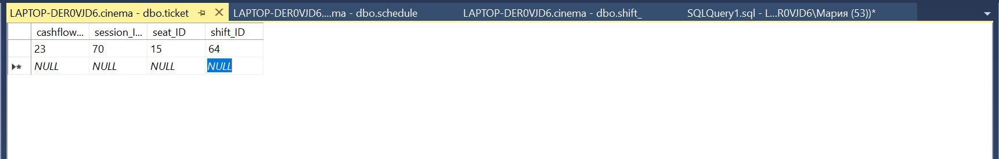 LAPTOP-DER0VJD6.cinema - dbo.ticket LAPTOP-DER0VJD6....ma - dbo.schedule LAPTOP-DER0VJD6.cinema - dbo.shift_ SQLQuery1.sql - L...R0VJD6\Мария (53))*
cashflow... session_I... seat_ID shift_ID
23 70 15 64
NULL NULL NULL NULL